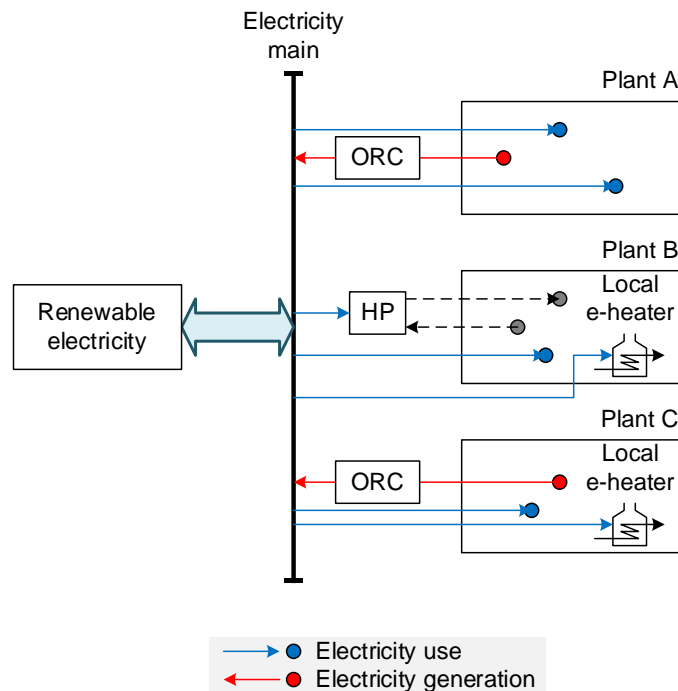 Electricity
main
Plant A
ORC
Plant B
Local
e-heater
HP
Renewable
electricity
Plant C
Local
e-heater
ORC
Electricity use
Electricity generation